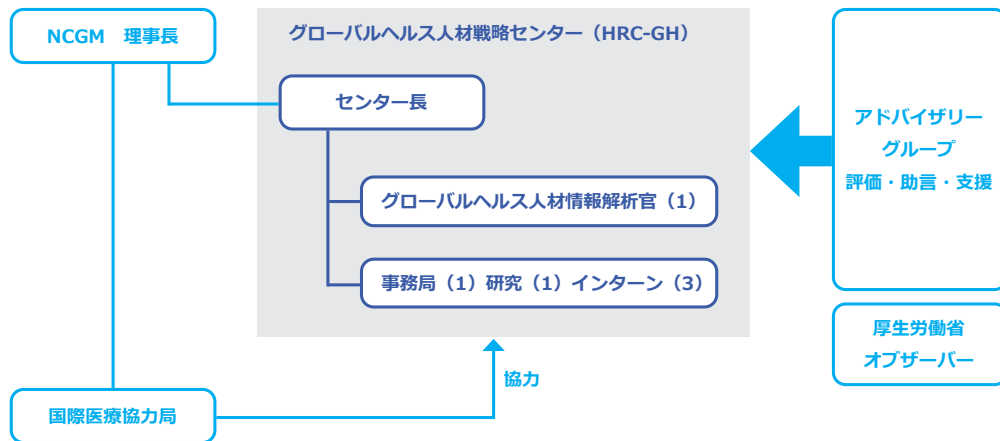 NCGM　理事長
グローバルヘルス人材戦略センター（HRC-GH）
センター長
グローバルヘルス人材情報解析官（1）
事務局（1）研究（1）インターン（3）
アドバイザリー
グループ
評価・助言・支援
厚生労働省
オブザーバー
協力
国際医療協力局